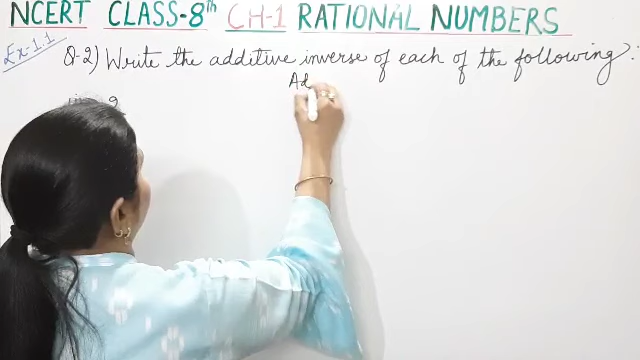 NCERT CLASS-8th CH-1 RATIONAL NUMBERS
Ex-1.1
Q-2) Write the additive inverse of each of the following?:
Ad